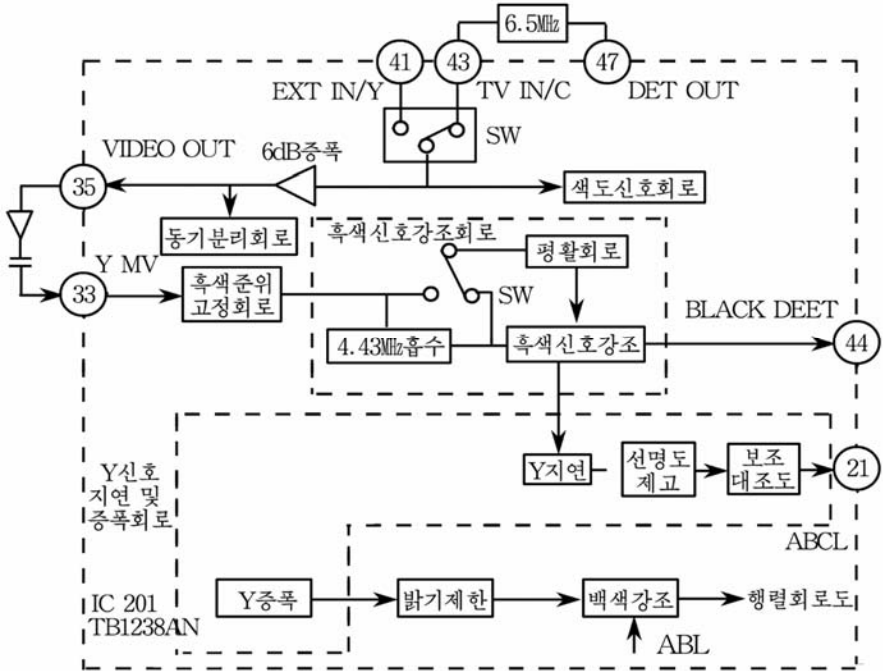 6.5㎒
41
43
47
EXT IN/Y
TV IN/C
DET OUT
SW
VIDEO OUT
6dB증폭
35
색도신호회로
동기분리회로
흑색신호강조회로
평활회로
Y MV
33
흑색준위
고정회로
SW
BLACK DEET
4.43㎒흡수
흑색신호강조
44
Y신호
지연 및
증폭회로
Y지연
선명도
제고
보조
대조도
21
ABCL
IC 201
TB1238AN
Y증폭
밝기제한
백색강조
행렬회로도
ABL